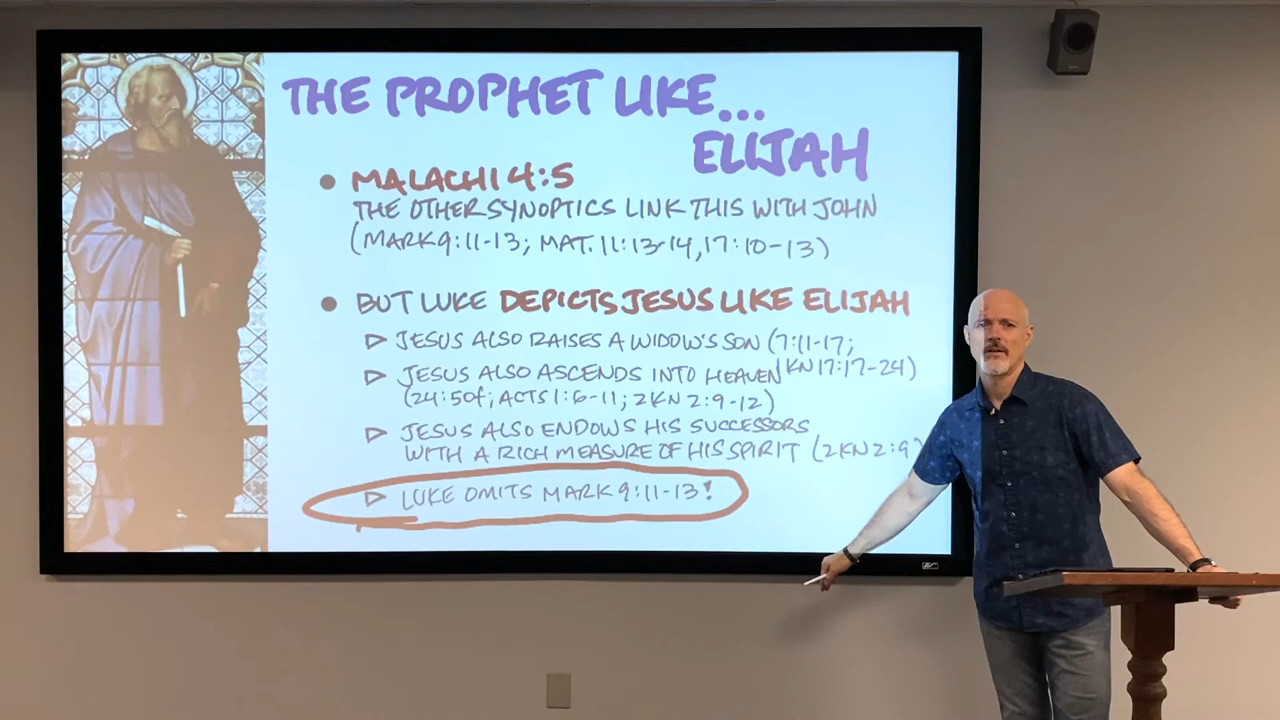 THE PROPHET LIKE...
ELIJAH
• MALACHI 4:5
THE OTHER SYNOPTICS LINK THIS WITH JOHN
(MARK 9:11-13; MAT. 11:13-14, 17:10-13)
• BUT LUKE DEPICTS JESUS LIKE ELIJAH
JESUS ALSO RAISES A WIDOW'S SON (7:11-17;
1KN 17:17-24)
JESUS ALSO ASCENDS INTO HEAVEN
(24:50f; ACTS 1:6-11; 2KN 2:9-12)
JESUS ALSO ENDOWS HIS SUCCESSORS
WITH A RICH MEASURE OF HIS SPIRIT (2KN 2:9
LUKE OMITS MARK 9:11-13!